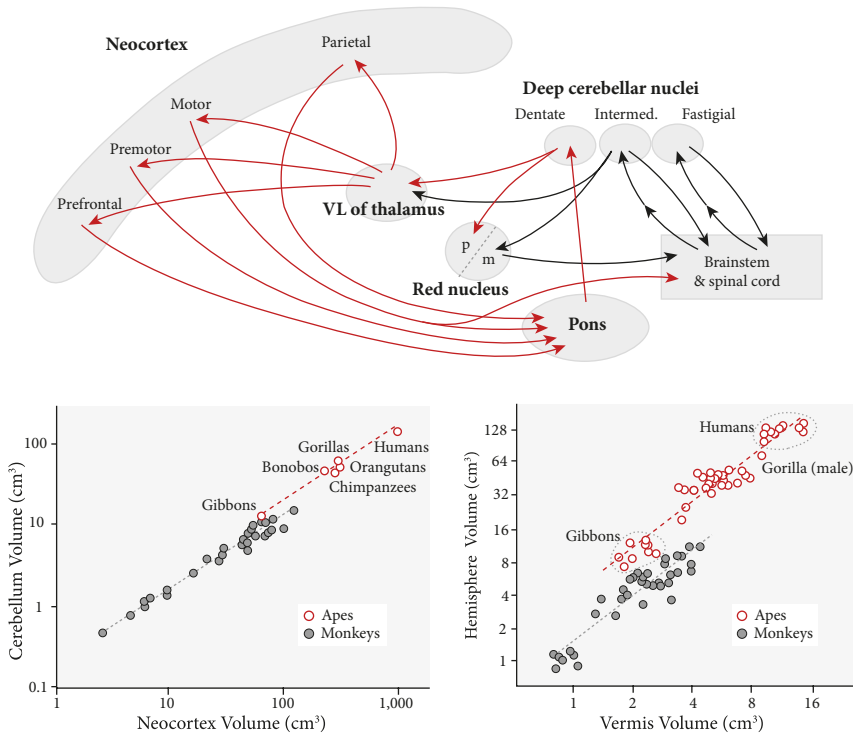 Neocortex
Parietal
Motor
Premotor
Prefrontal
VL of thalamus
Deep cerebellar nuclei
Dentate
Intermed.
Fastigial
P
m
Red nucleus
Brainstem
& spinal cord
Pons
Cerebellum Volume (cm³)
100
10
1
0.1
Gorillas
Humans
Bonobos
Orangutans
Chimpanzees
Gibbons
Apes
Monkeys
1
10
100
1,000
Neocortex Volume (cm³)
Hemisphere Volume (cm³)
128
64
32
16
8
4
2
1
Humans
Gorilla (male)
Gibbons
Apes
Monkeys
1
2
4
8
16
Vermis Volume (cm³)